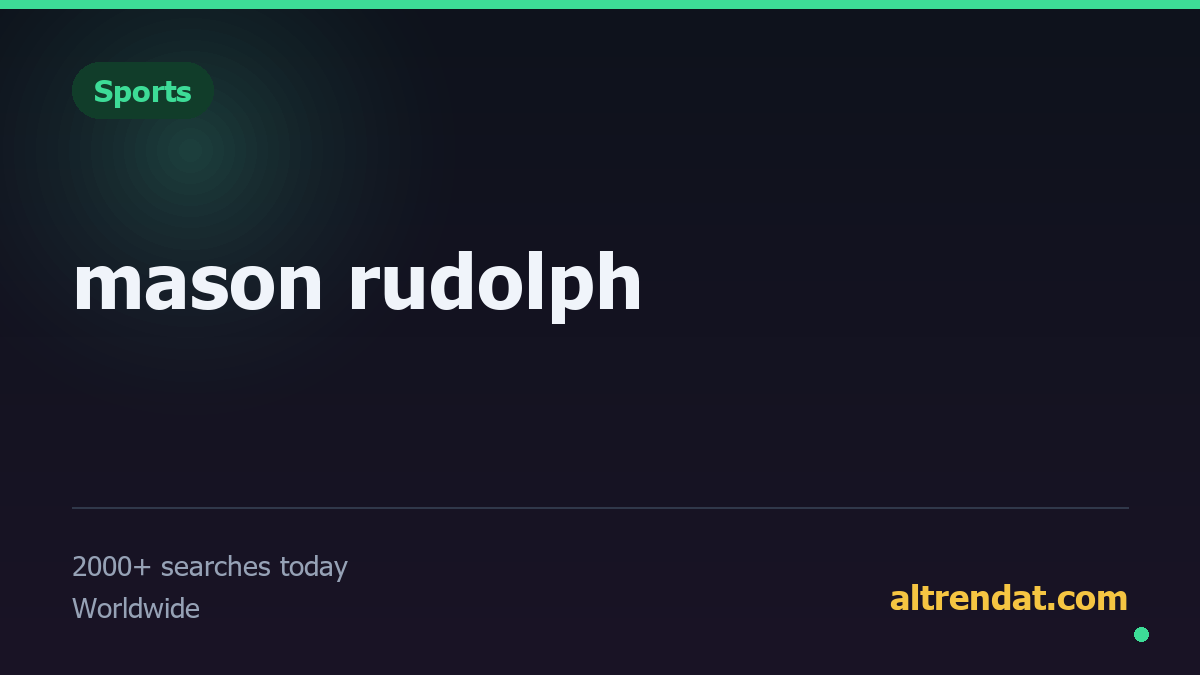 Sports
mason rudolph
2000+ searches today
Worldwide
altrendat.com